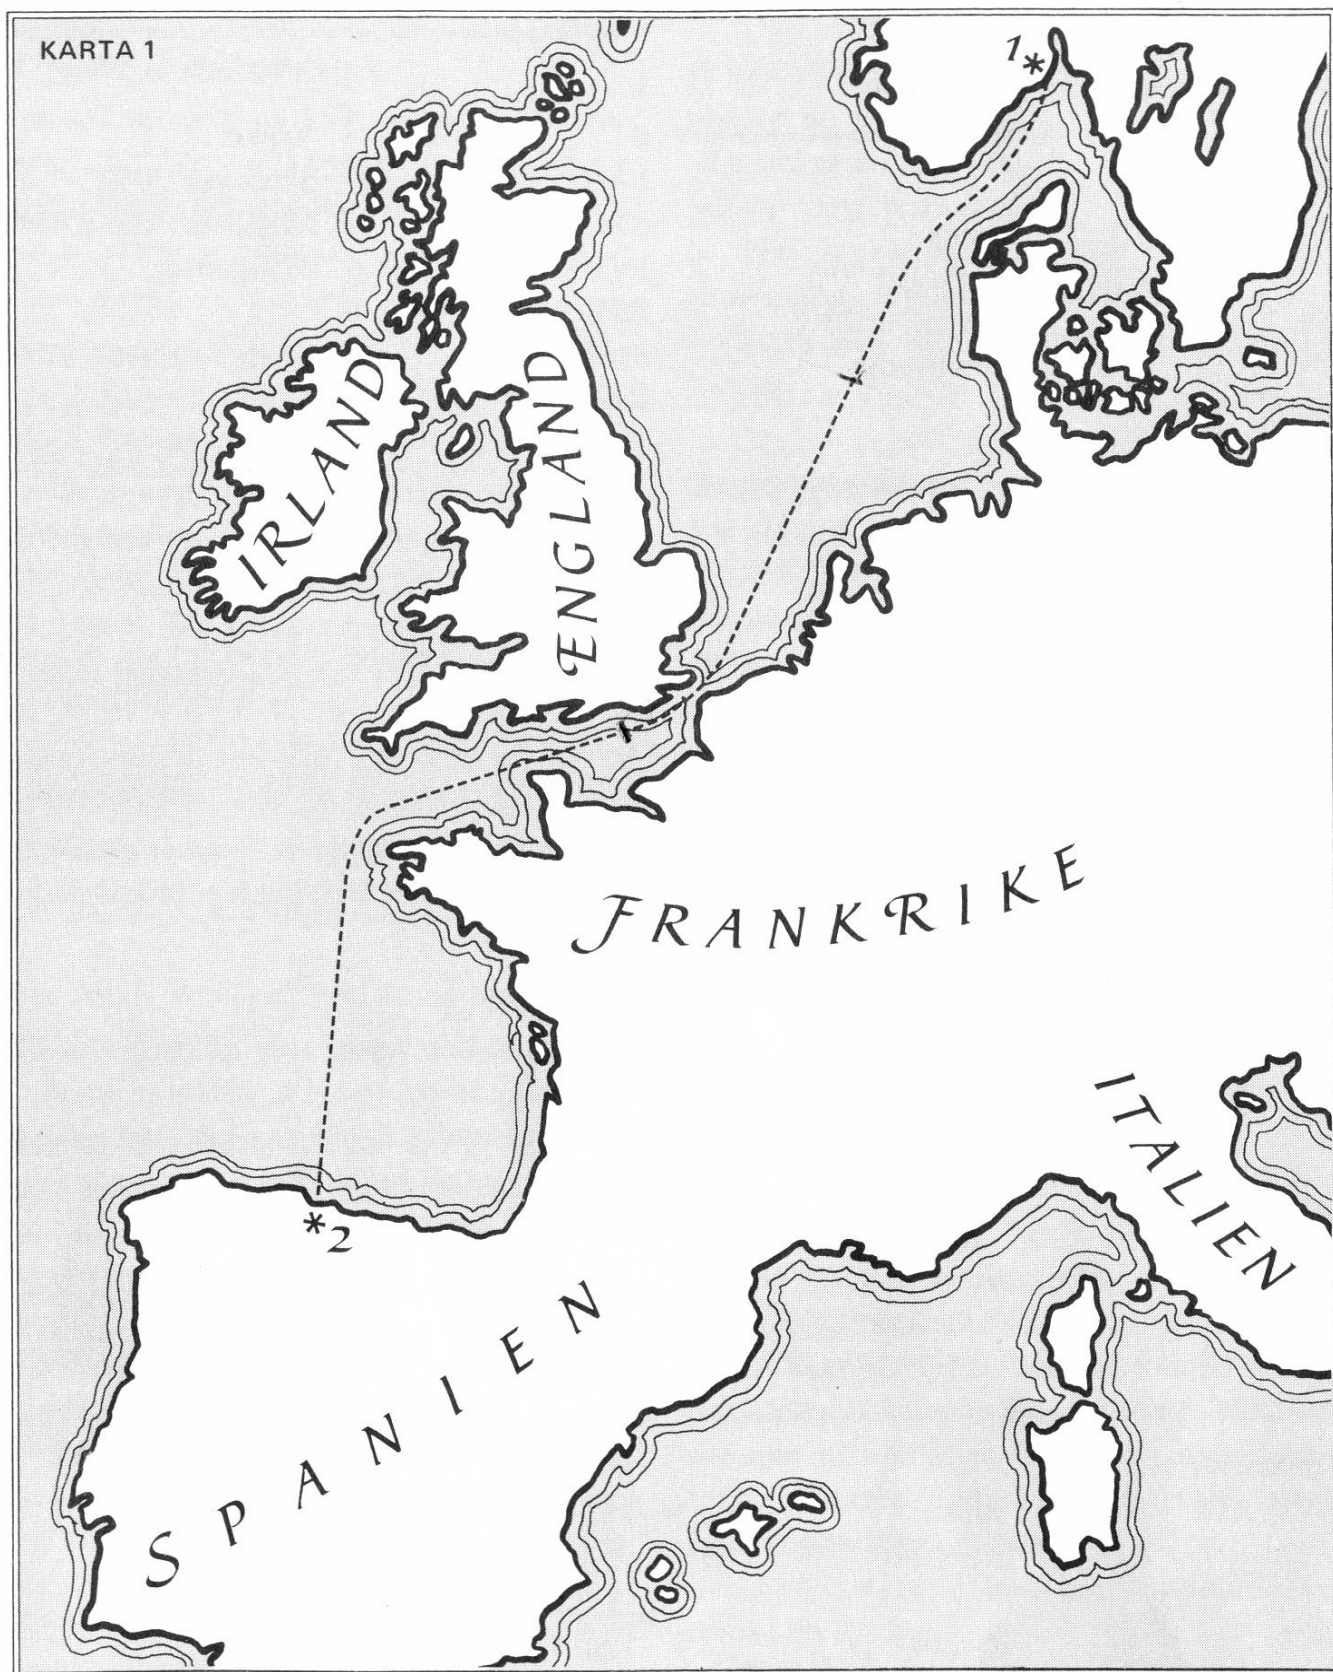 KARTA 1
1*
IRLAND
ENGLAND
FRANKRIKE
ITALIEN
*2
SPANIEN